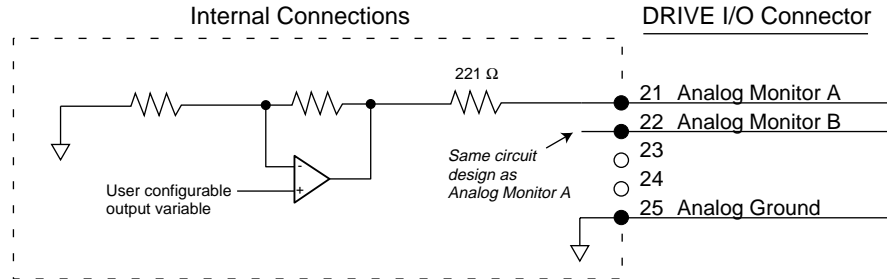 Internal Connections
DRIVE I/O Connector
221 Ω
21 Analog Monitor A
22 Analog Monitor B
23
24
25 Analog Ground
Same circuit
design as
Analog Monitor A
-
+
User configurable
output variable